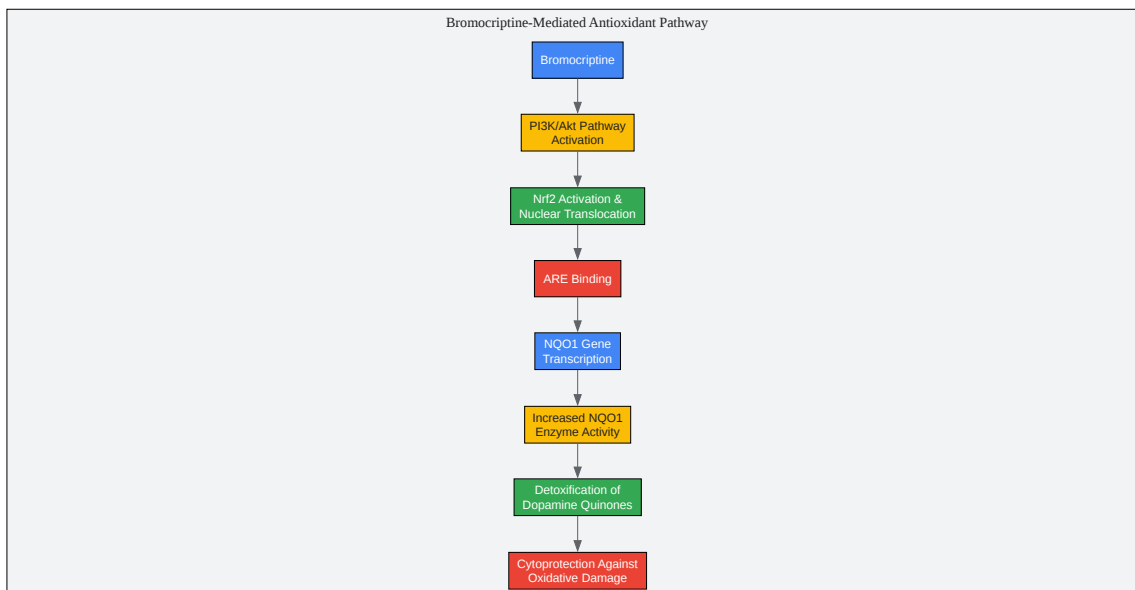 Bromocriptine-Mediated Antioxidant Pathway
Bromocriptine
PI3K/Akt Pathway
Activation
Nrf2 Activation &
Nuclear Translocation
ARE Binding
NQO1 Gene
Transcription
Increased NQO1
Enzyme Activity
Detoxification of
Dopamine Quinones
Cytoprotection Against
Oxidative Damage